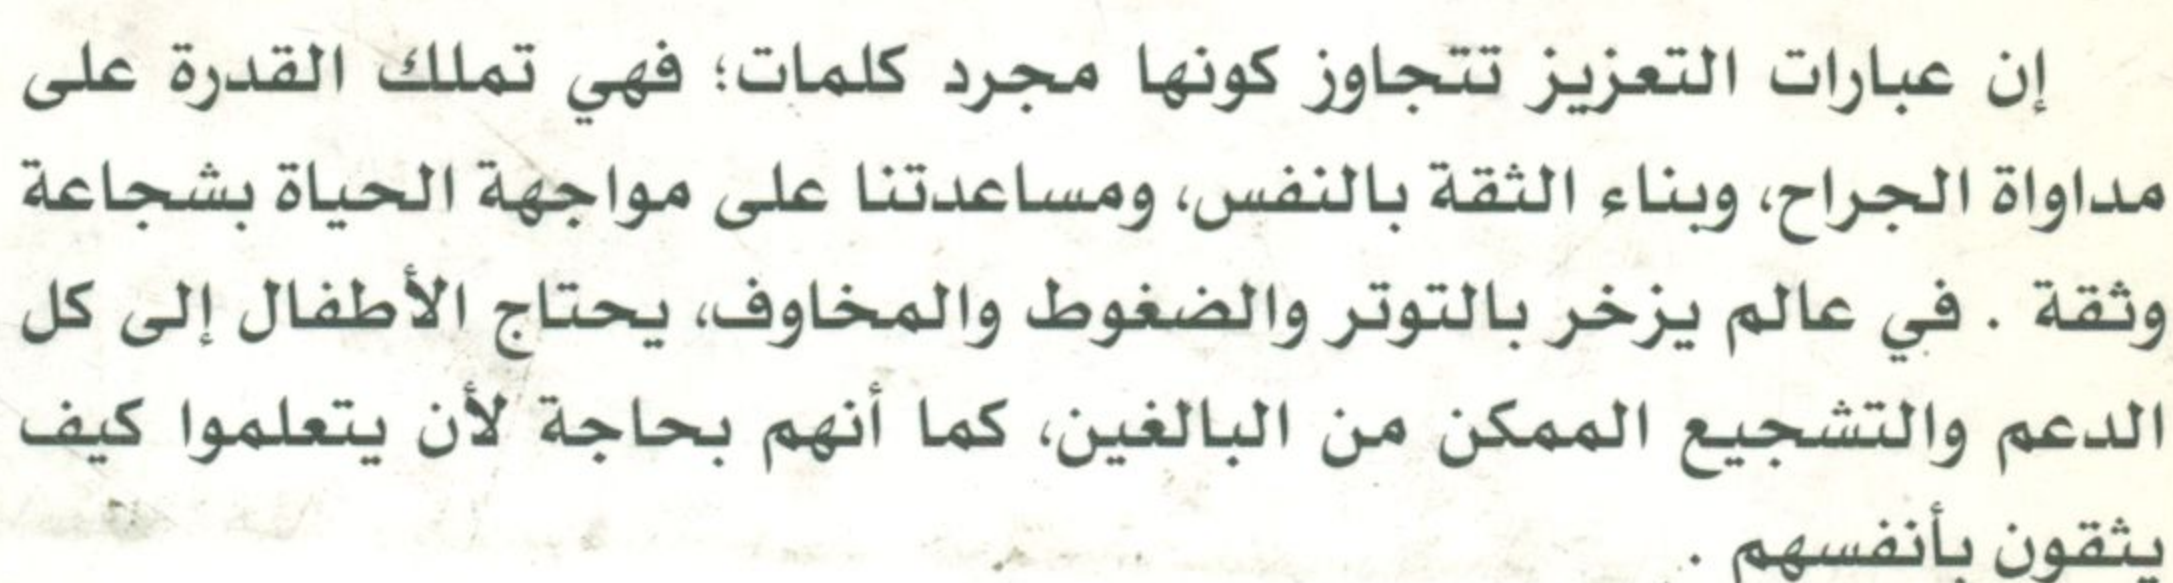 إن عبارات التعزيز تتجاوز كونها مجرد كلمات؛ فهي تملك القدرة على
مداواة الجراح، وبناء الثقة بالنفس، ومساعدتنا على مواجهة الحياة بشجاعة
وثقة . في عالم يزخر بالتوتر والضغوط والمخاوف، يحتاج الأطفال إلى كل
الدعم والتشجيع الممكن من البالغين، كما أنهم بحاجة لأن يتعلموا كيف
يثقون بأنفسهم .